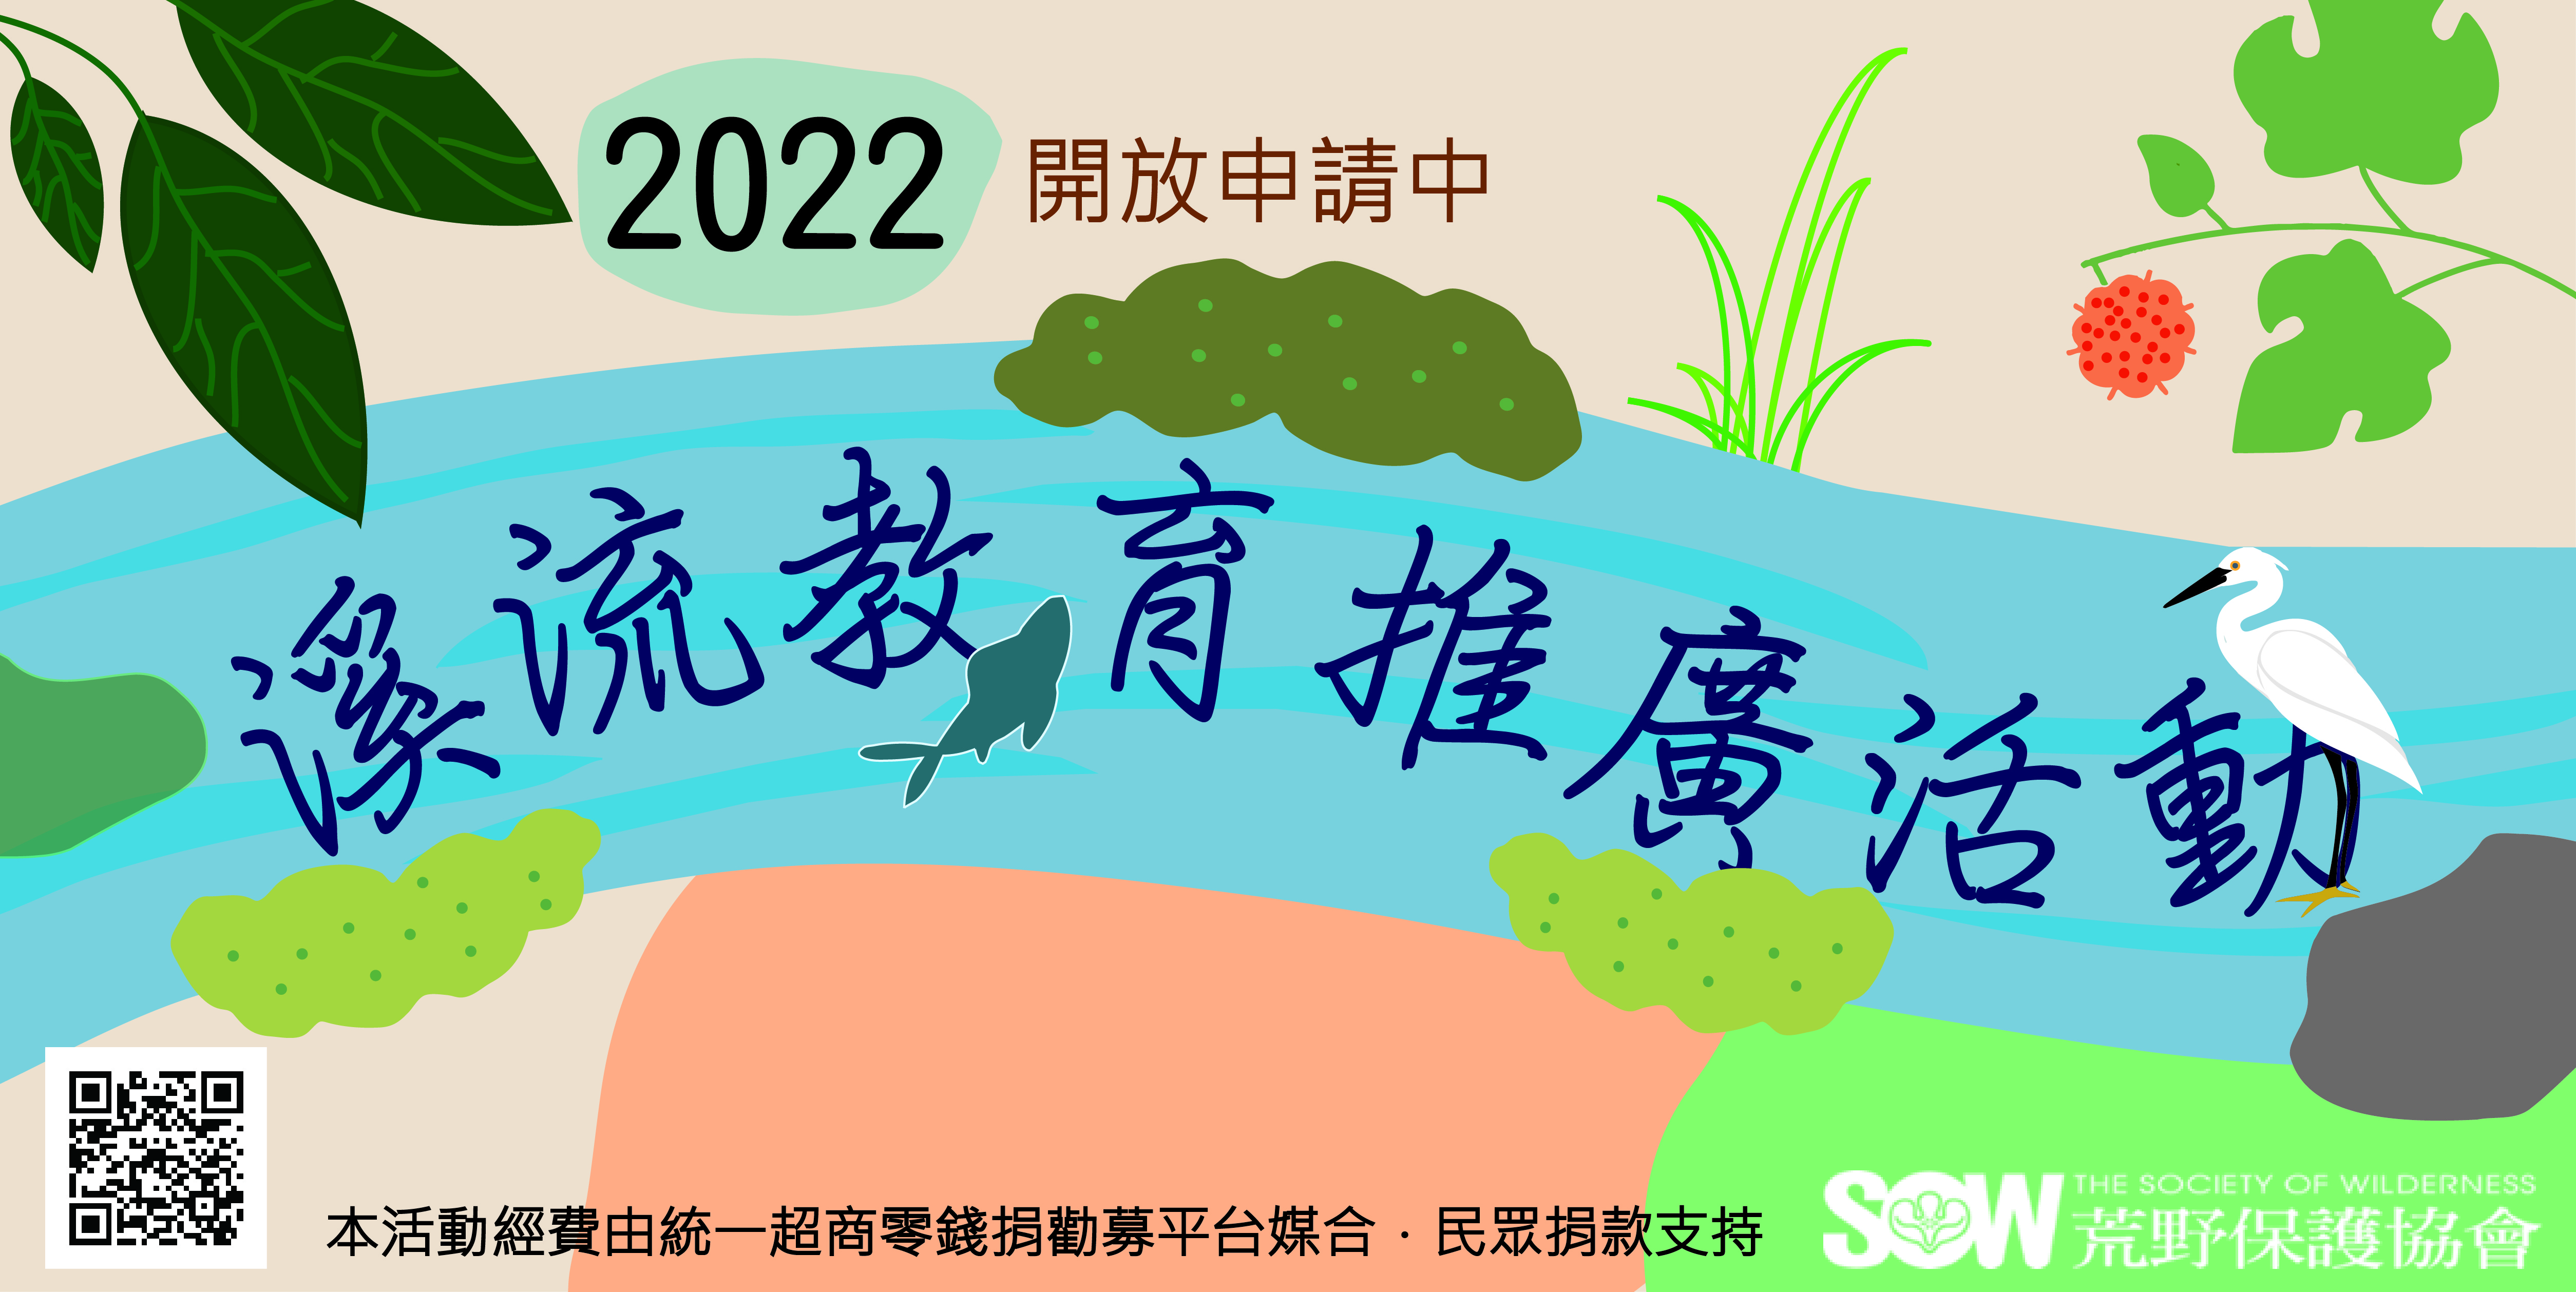 2022
開放申請中
溪流教育推廣活動
本活動經費由統一超商零錢捐勸募平台媒合．民眾捐款支持
SOW
THE SOCIETY OF WILDERNESS
荒野保護協會